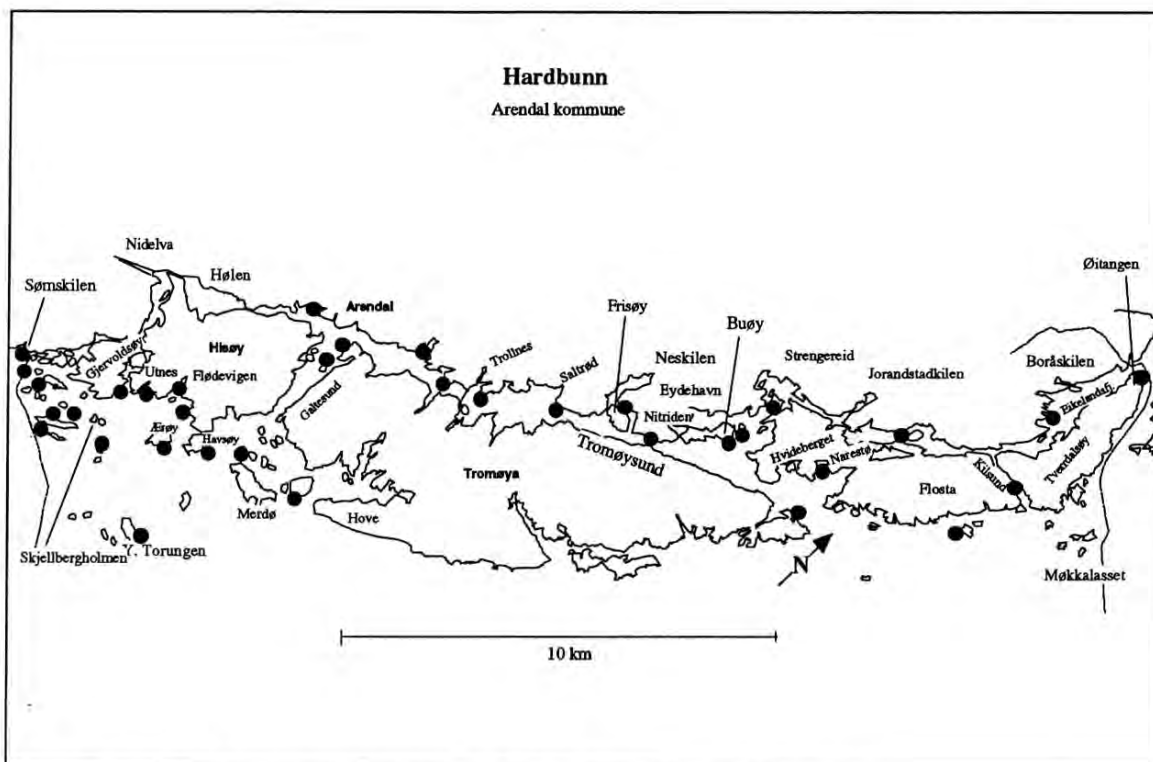 Hardbunn
Arendal kommune
Nidelva
Hølen
Sømskilen
Arendal
Øitangen
Frisøy
Buøy
Gjervoldsøy
Hisøy
Utnes
Flødevigen
Galtesund
Trollnes
Saltrød
Neskilen
Eydehavn
Nitriden
Strengereid
Jorandstadkilen
Boråskilen
Eikelandsfj.
Ærøy
Havsøy
Tromøysund
Hvideberget
Narestø
Tverdalsøy
Kilsund
Tromøya
Flosta
Merdø
Hove
Skjellbergholmen
Torungen
N
Møkkalasset
10 km